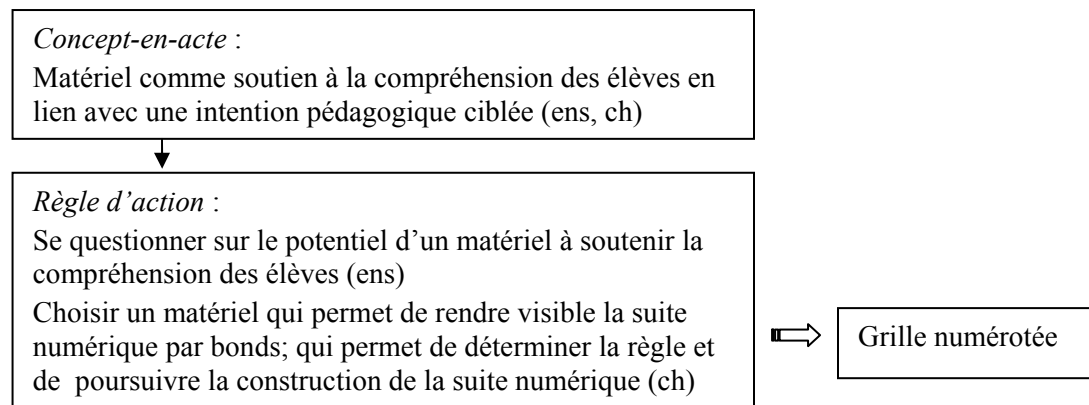 Concept-en-acte :
Matériel comme soutien à la compréhension des élèves en
lien avec une intention pédagogique ciblée (ens, ch)
Règle d’action :
Se questionner sur le potentiel d’un matériel à soutenir la
compréhension des élèves (ens)
Choisir un matériel qui permet de rendre visible la suite
numérique par bonds; qui permet de déterminer la règle et
de poursuivre la construction de la suite numérique (ch)
Grille numérotée